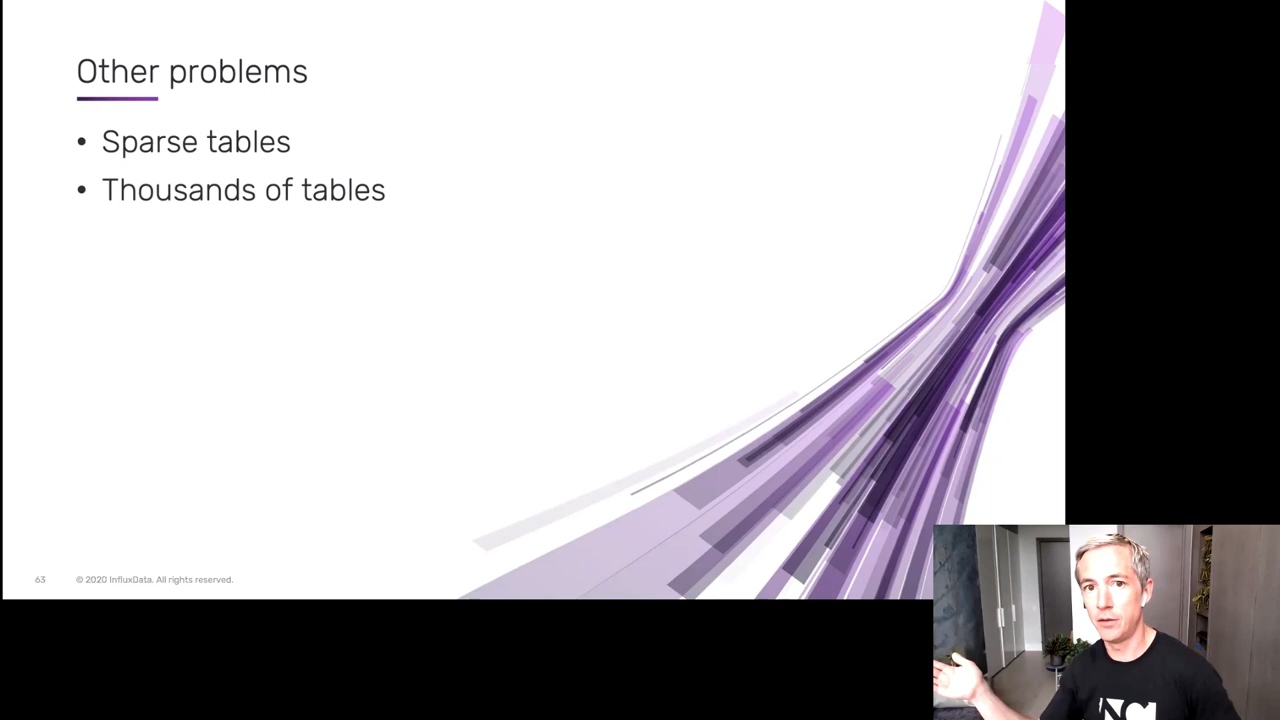 Other problems
• Sparse tables
• Thousands of tables
63 © 2020 InfluxData. All rights reserved.